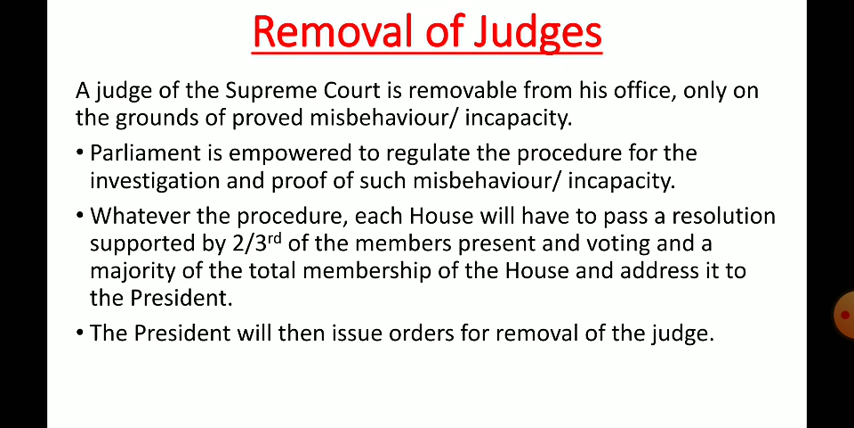 Removal of Judges
A judge of the Supreme Court is removable from his office, only on
the grounds of proved misbehaviour/ incapacity.
• Parliament is empowered to regulate the procedure for the
investigation and proof of such misbehaviour/ incapacity.
• Whatever the procedure, each House will have to pass a resolution
supported by 2/3rd of the members present and voting and a
majority of the total membership of the House and address it to
the President.
• The President will then issue orders for removal of the judge.